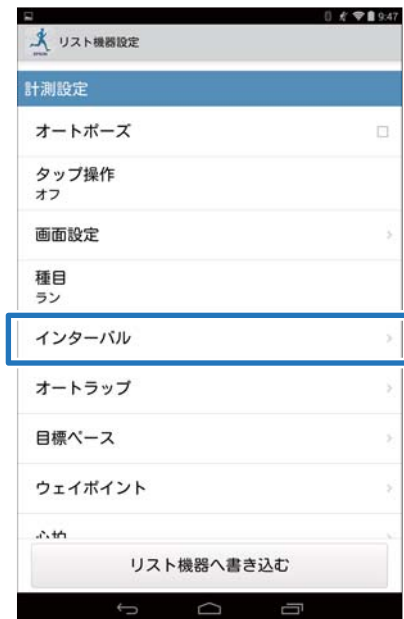 9:47
リスト機器設定
EPSON
計測設定
オートポーズ
タップ操作
オフ
画面設定
種目
ラン
インターバル
オートラップ
目標ペース
ウェイポイント
心拍
リスト機器へ書き込む